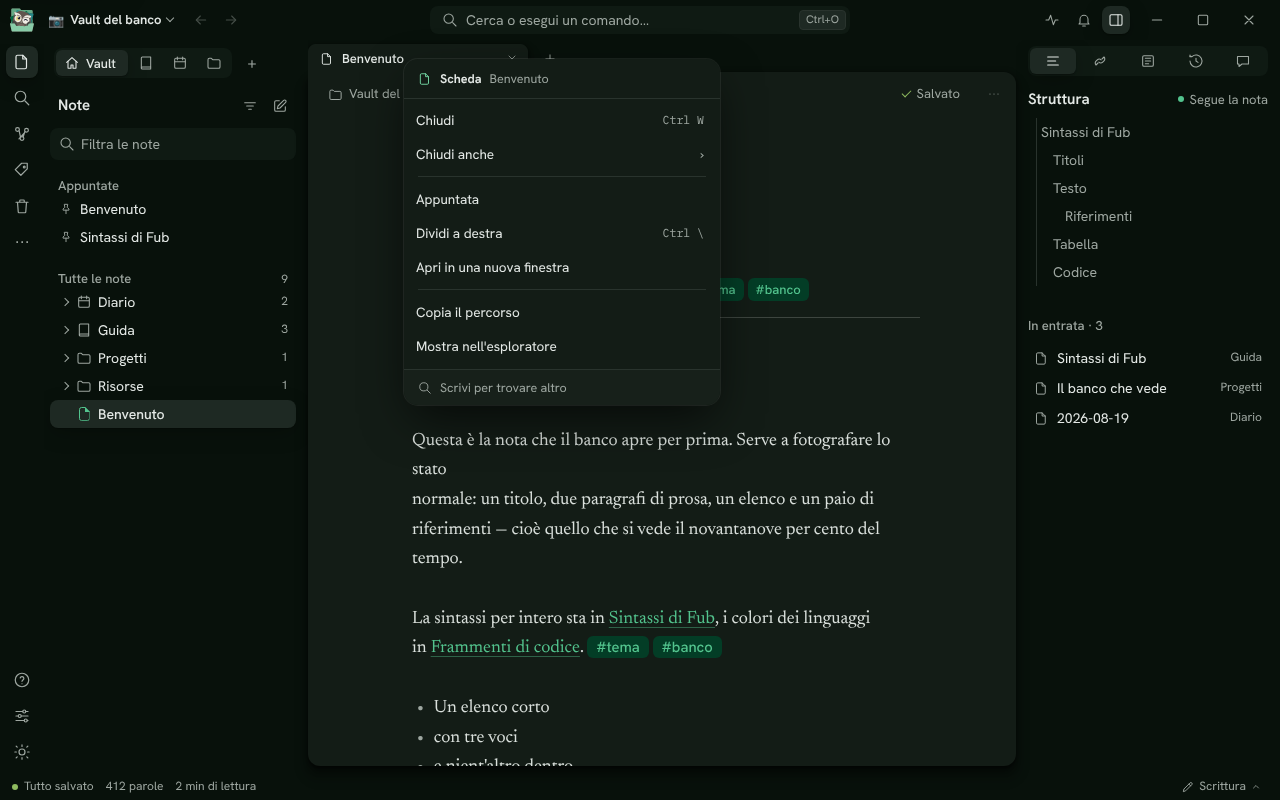 Vault del banco
Cerca o esegui un comando...
Ctrl+O
Vault
Note
Filtra le note
Appuntate
Benvenuto
Sintassi di Fub
Tutte le note 9
Diario 2
Guida 3
Progetti 1
Risorse 1
Benvenuto
Tutto salvato 412 parole 2 min di lettura
Benvenuto
Vault del
Salvato
Scheda Benvenuto
Chiudi Ctrl W
Chiudi anche
Appuntata
Dividi a destra Ctrl \
Apri in una nuova finestra
Copia il percorso
Mostra nell'esploratore
Scrivi per trovare altro
#banco
Questa è la nota che il banco apre per prima. Serve a fotografare lo
stato
normale: un titolo, due paragrafi di prosa, un elenco e un paio di
riferimenti — cioè quello che si vede il novantanove per cento del
tempo.
La sintassi per intero sta in Sintassi di Fub, i colori dei linguaggi
in Frammenti di codice. #tema #banco
• Un elenco corto
• con tre voci
• e nient'altro dentro
Struttura
Segue la nota
Sintassi di Fub
Titoli
Testo
Riferimenti
Tabella
Codice
In entrata · 3
Sintassi di Fub Guida
Il banco che vede Progetti
2026-08-19 Diario
Scrittura